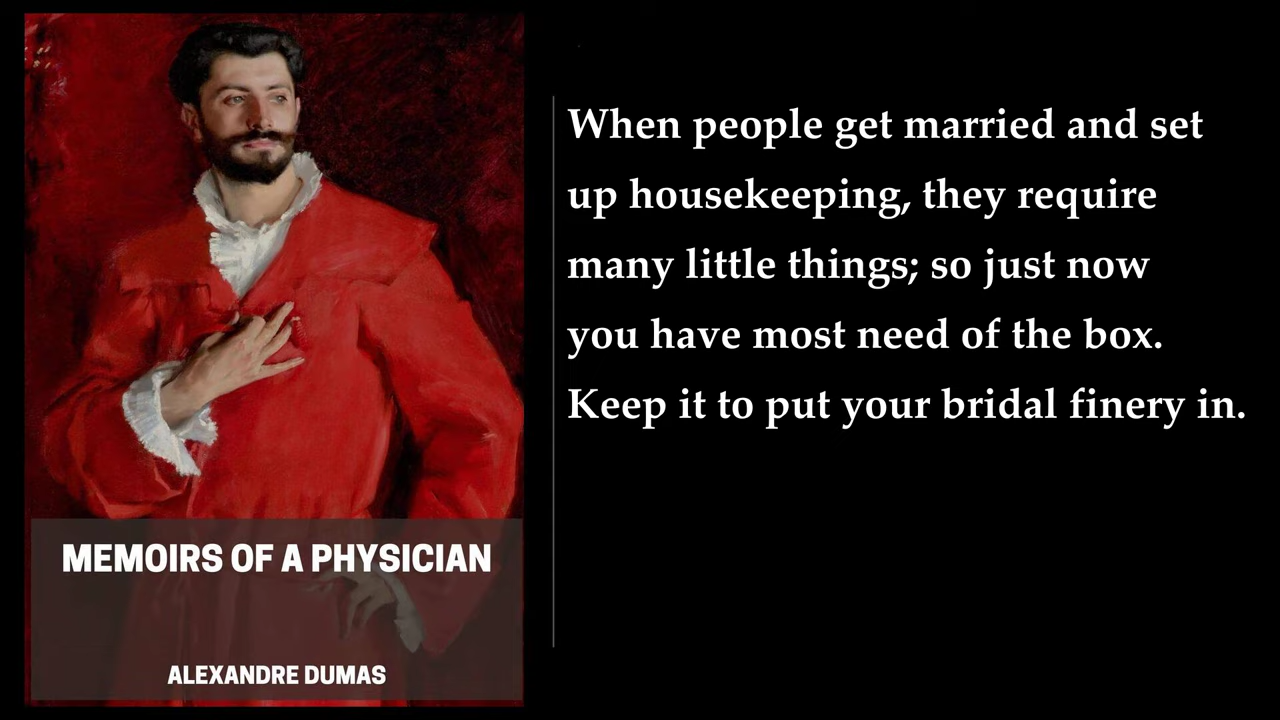 When people get married and set
up housekeeping, they require
many little things; so just now
you have most need of the box.
Keep it to put your bridal finery in.
MEMOIRS OF A PHYSICIAN
ALEXANDRE DUMAS